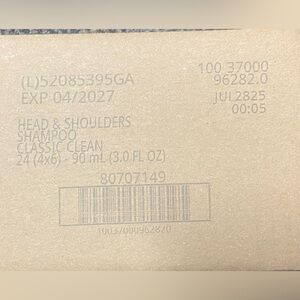 (L)52085395GA
EXP 04/2027
100 37000
96282.0
JUL2825
00:05
HEAD & SHOULDERS
SHAMPOO
CLASSIC CLEAN
24 (4x6) - 90 mL (3.0 FL OZ)
80707149
10037000962820